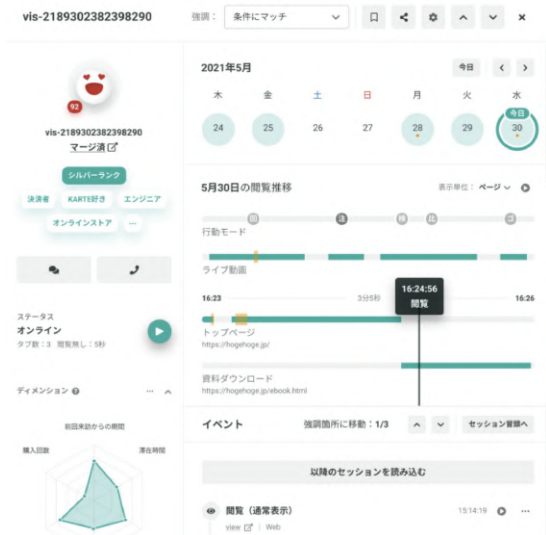 vis-2189302382398290
強調： 条件にマッチ
92
vis-2189302382398290
マージ済
シルバーランク
決済者 KARTE好き エンジニア
オンラインストア ...
ステータス
オンライン
タブ数：3 閲覧無し：5秒
ディメンション
前回来訪からの期間
購入回数 滞在時間
2021年5月 今日
木 金 土 日 月 火 水
今日
24 25 26 27 28 29 30
5月30日の閲覧推移 表示単位： ページ
行動モード
ライブ動画
16:24:56
閲覧
16:23 3分5秒 16:26
トップページ
https://hogehoge.jp/
資料ダウンロード
https://hogehoge.jp/ebook.html
イベント 強調箇所に移動：1/3 セッション冒頭へ
以降のセッションを読み込む
閲覧（通常表示） 15:14:19 ...
view | Web